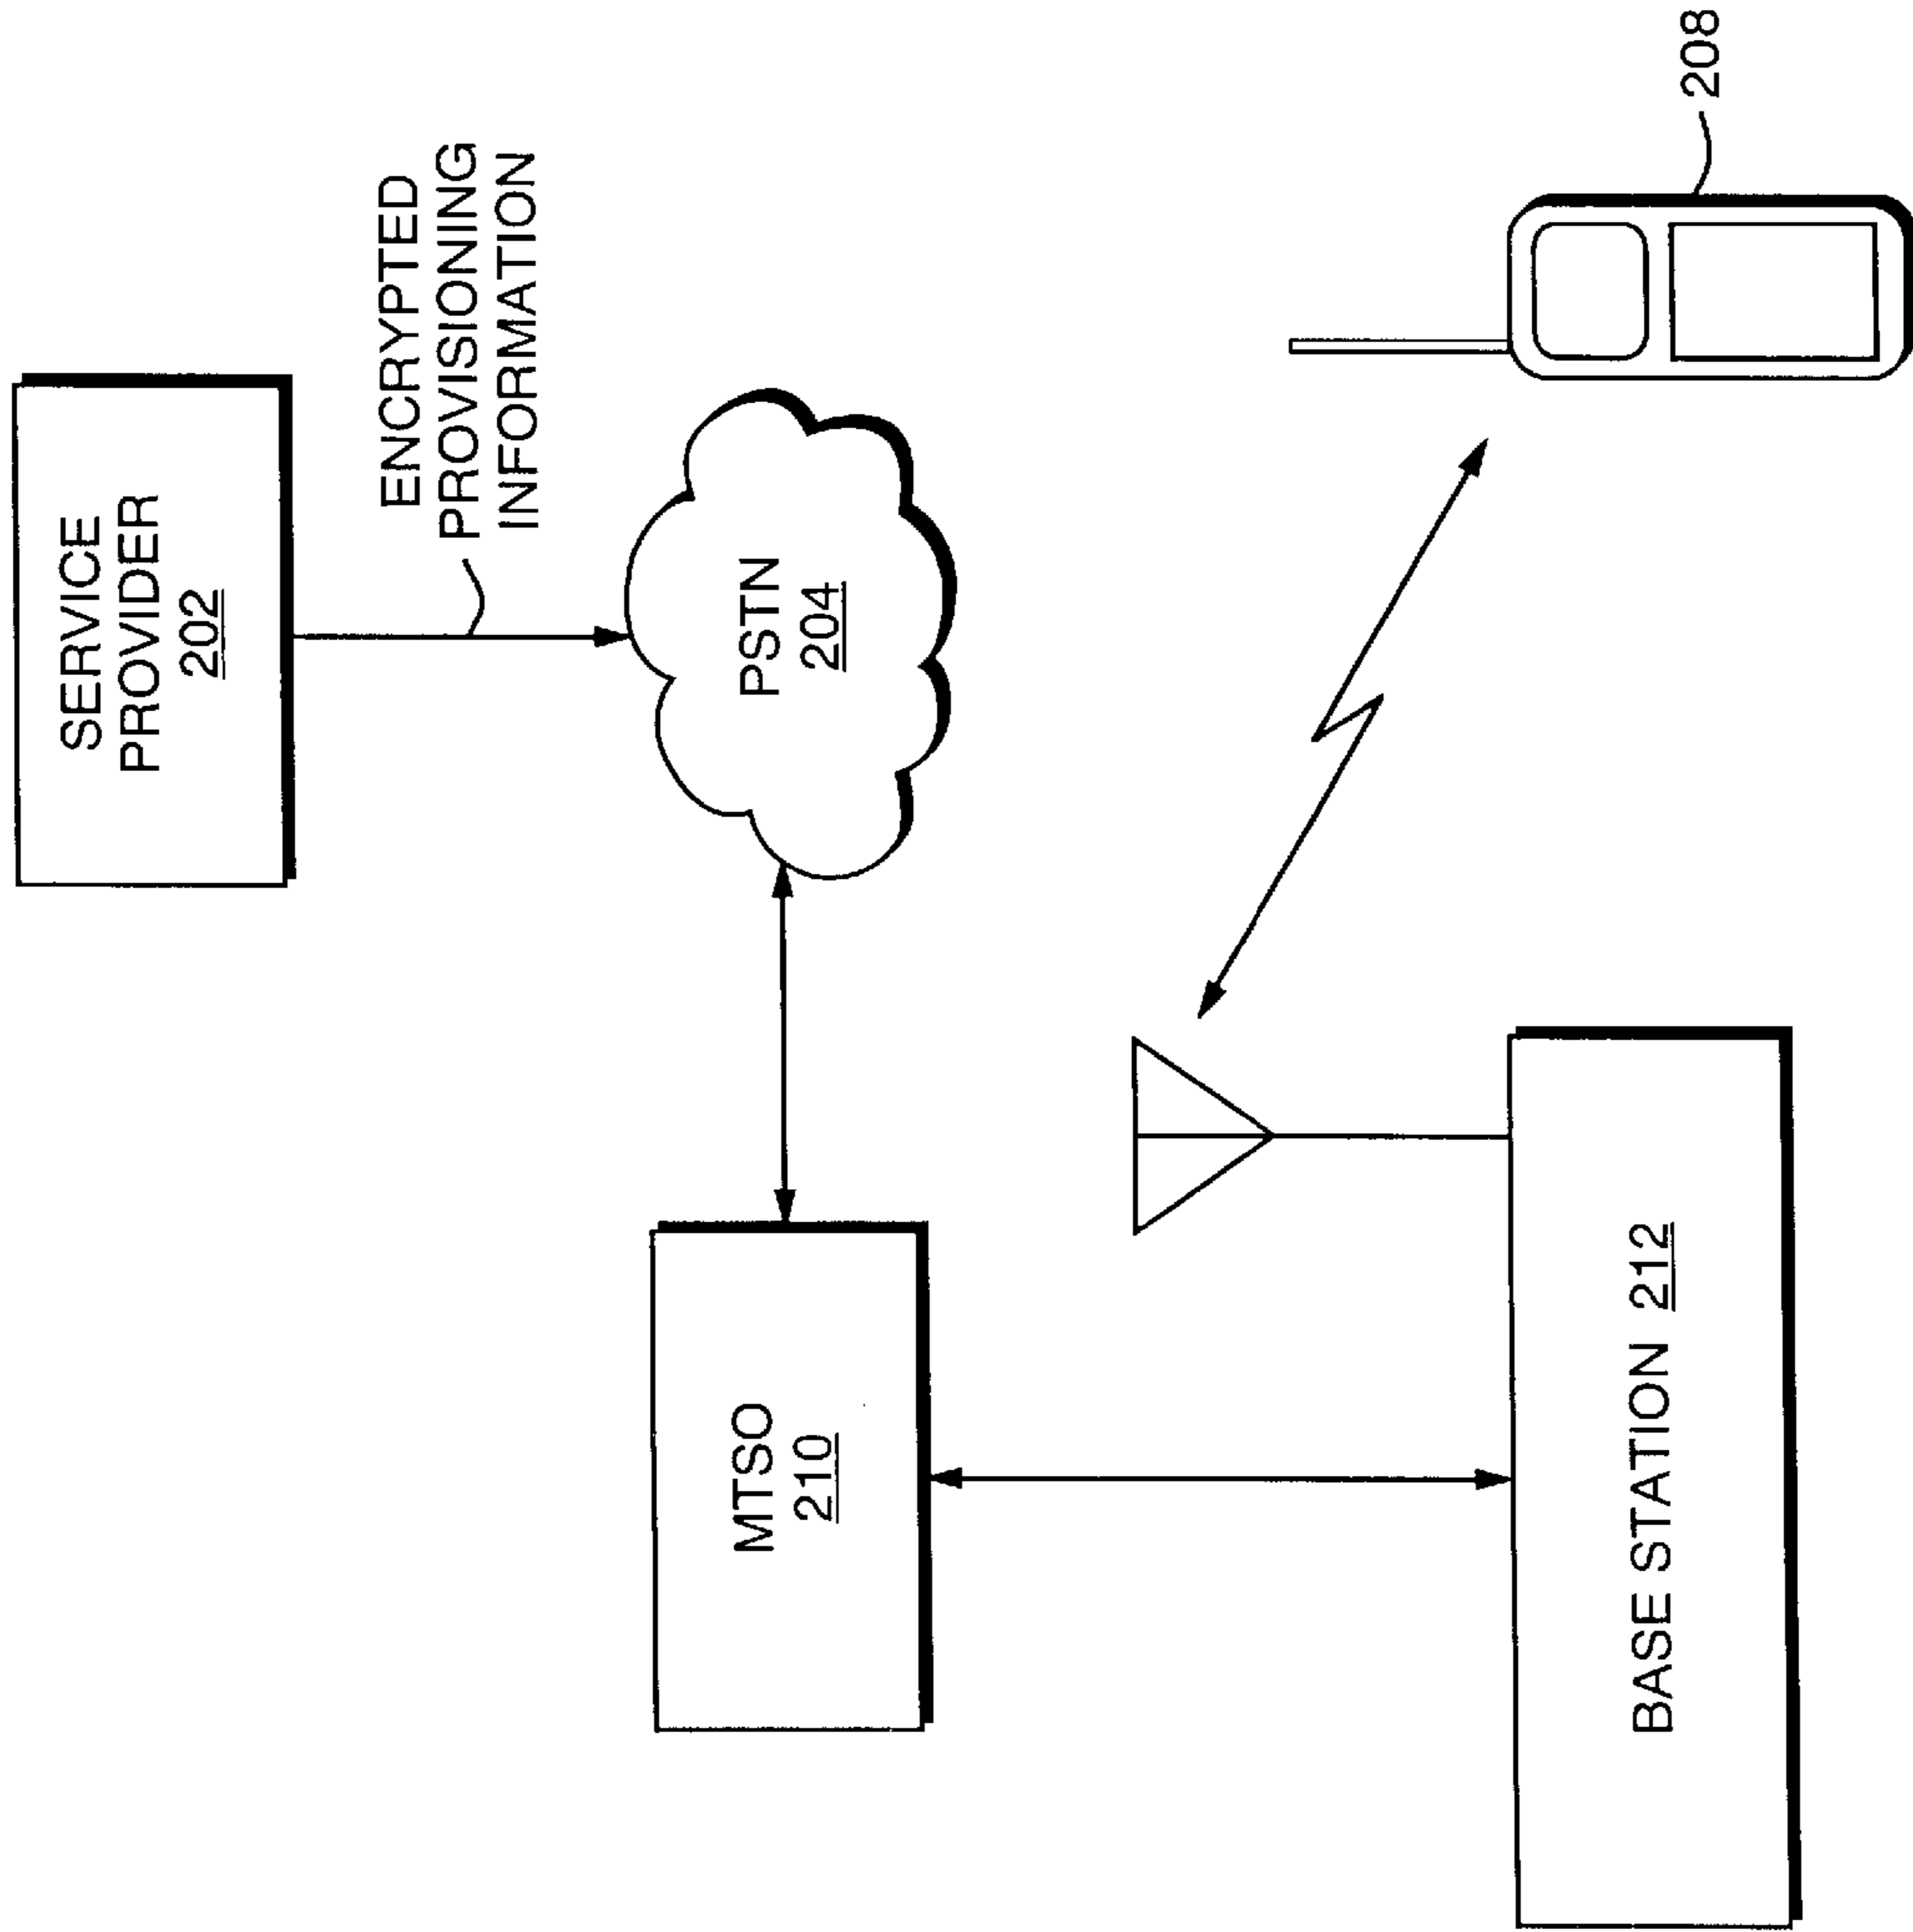 SERVICE
PROVIDER
202
ENCRYPTED
PROVISIONING
INFORMATION
PSTN
204
MTSO
210
208
BASE STATION 212